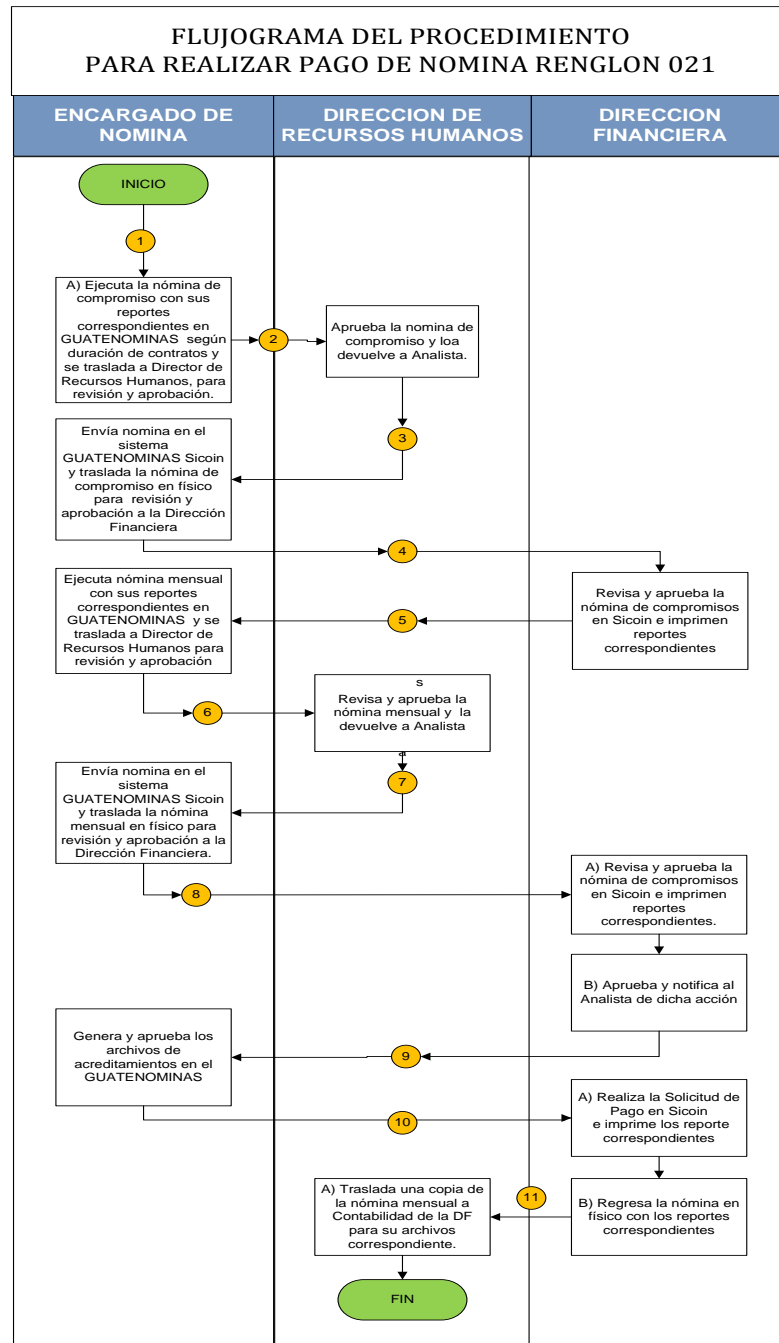 FLUJOGRAMA DEL PROCEDIMIENTO
PARA REALIZAR PAGO DE NOMINA RENGLON 021
ENCARGADO DE
NOMINA
DIRECCION DE
RECURSOS HUMANOS
DIRECCION
FINANCIERA
INICIO
1
A) Ejecuta la nómina de
compromiso con sus
reportes
correspondientes en
GUATENOMINAS según
duración de contratos y
se traslada a Director de
Recursos Humanos, para
revisión y aprobación.
2
Aprueba la nomina de
compromiso y loa
devuelve a Analista.
3
Envía nomina en el
sistema
GUATENOMINAS Sicoin
y traslada la nómina de
compromiso en físico
para revisión y
aprobación a la Dirección
Financiera
4
Revisa y aprueba la
nómina de compromisos
en Sicoin e imprimen
reportes
correspondientes
5
Ejecuta nómina mensual
con sus reportes
correspondientes en
GUATENOMINAS y se
traslada a Director de
Recursos Humanos para
revisión y aprobación
6
s
Revisa y aprueba la
nómina mensual y la
devuelve a Analista
a
7
Envía nomina en el
sistema
GUATENOMINAS Sicoin
y traslada la nómina
mensual en físico para
revisión y aprobación a la
Dirección Financiera.
8
A) Revisa y aprueba la
nómina de compromisos
en Sicoin e imprimen
reportes
correspondientes.
B) Aprueba y notifica al
Analista de dicha acción
9
Genera y aprueba los
archivos de
acreditamientos en el
GUATENOMINAS
10
A) Realiza la Solicitud de
Pago en Sicoin
e imprime los reporte
correspondientes
B) Regresa la nómina en
físico con los reportes
correspondientes
11
A) Traslada una copia de
la nómina mensual a
Contabilidad de la DF
para su archivos
correspondiente.
FIN